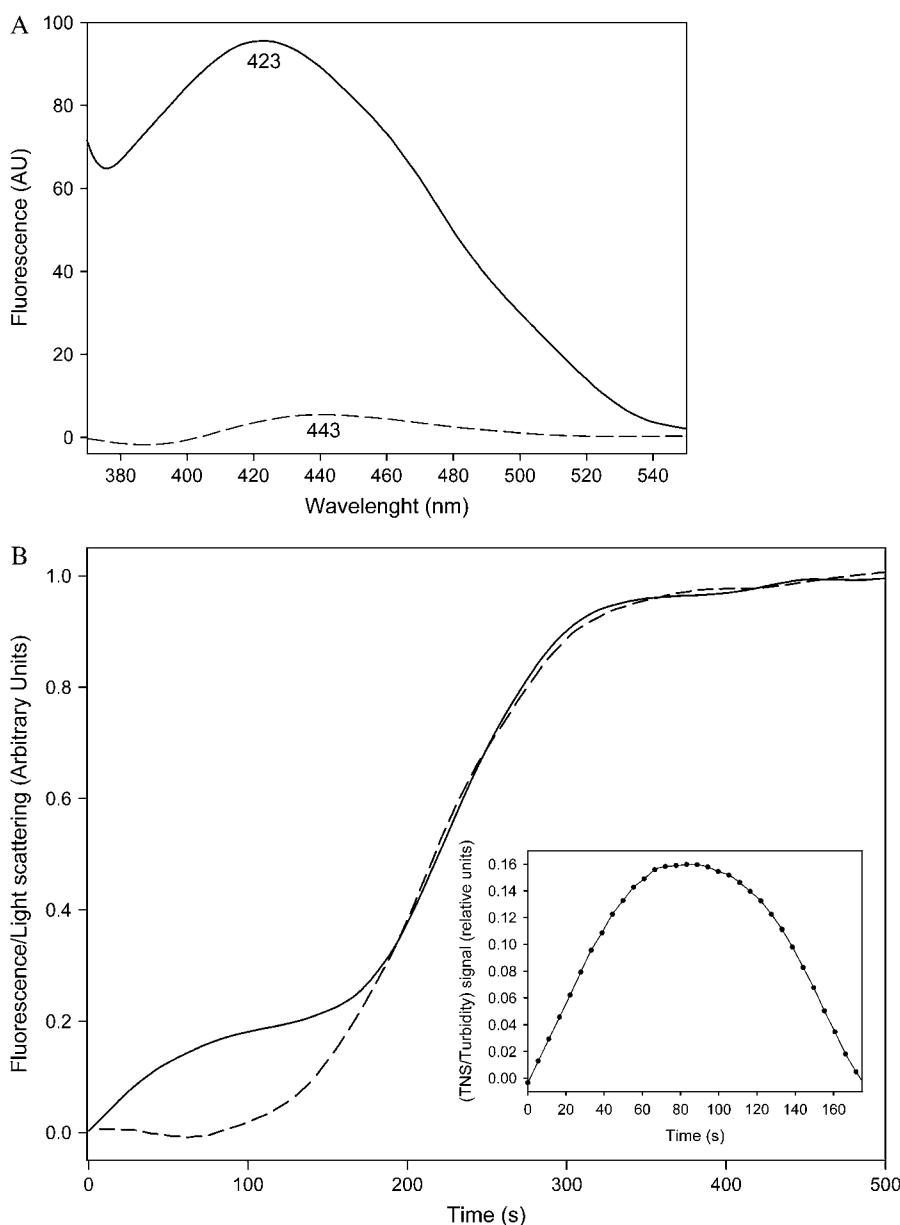 A
100
80
60
40
20
0
Fluorescence (AU)
423
443
380 400 420 440 460 480 500 520 540
Wavelenght (nm)
B
1.0
0.8
0.6
0.4
0.2
0.0
Fluorescence/Light scattering (Arbitrary Units)
0 100 200 300 400 500
Time (s)
0.16
0.14
0.12
0.10
0.08
0.06
0.04
0.02
0.00
(TNS/Turbidity) signal (relative units)
0 20 40 60 80 100 120 140 160
Time (s)